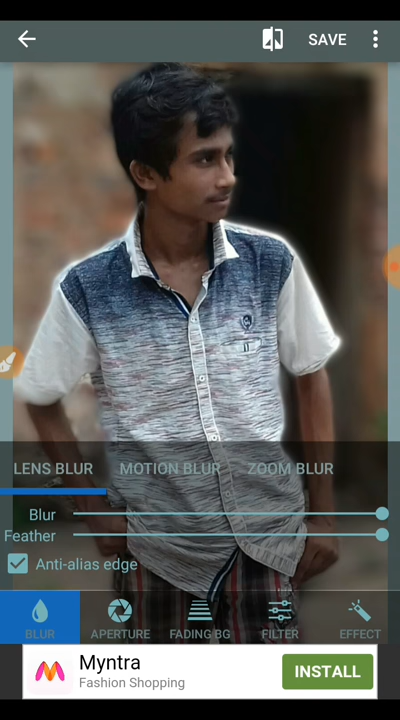 SAVE
LENS BLUR MOTION BLUR ZOOM BLUR
Blur
Feather
Anti-alias edge
BLUR APERTURE FADING BG FILTER EFFECT
Myntra
Fashion Shopping
INSTALL